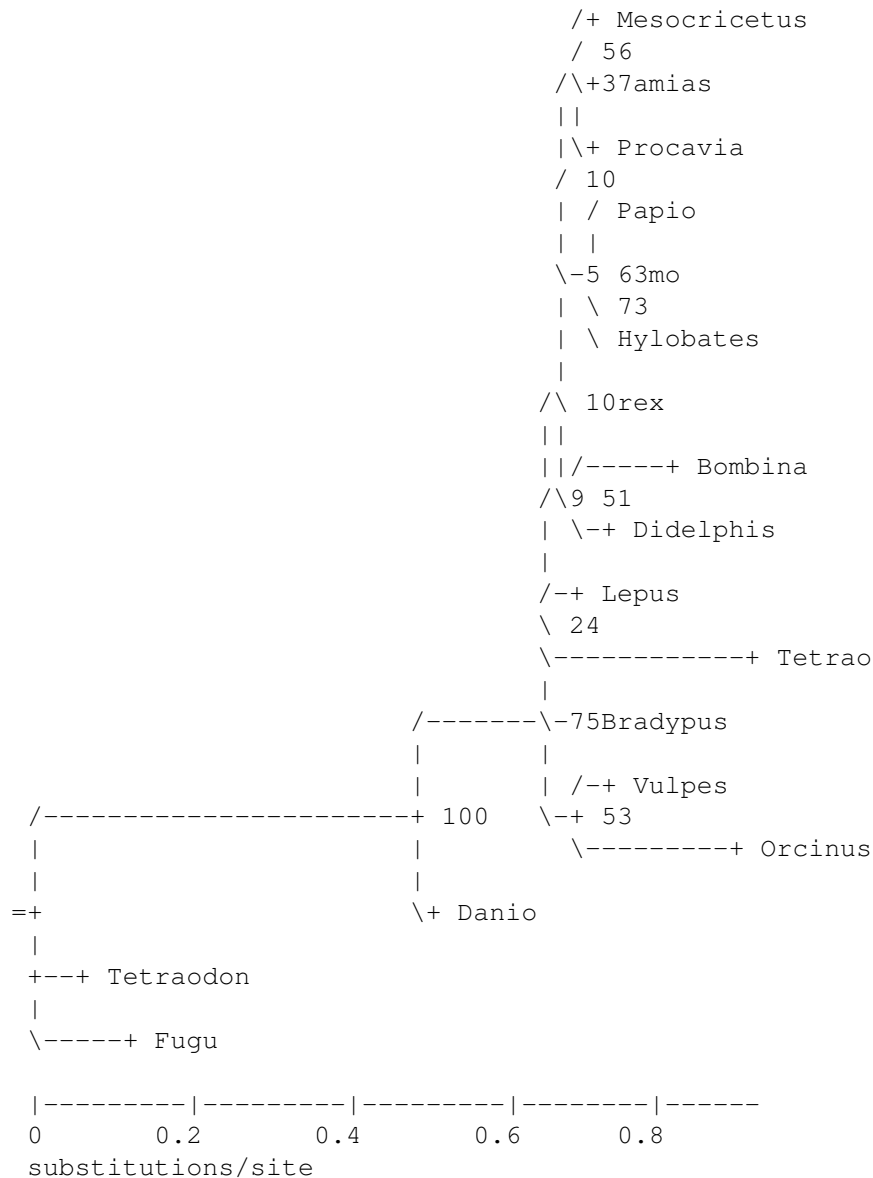 /+ Mesocricetus
/ 56
/\+37amias
||
|\+ Procavia
/ 10
| / Papio
| |
\-5 63mo
| \ 73
| \ Hylobates
|
/\ 10rex
||
||/-----+ Bombina
/\9 51
| \-+ Didelphis
|
/-+ Lepus
\ 24
\------------+ Tetrao
|
/-------\-75Bradypus
| |
| | /-+ Vulpes
/-----------------------+ 100 \-+ 53
| | \---------+ Orcinus
| |
=+ \+ Danio
|
+--+ Tetraodon
|
\-----+ Fugu
|---------|---------|---------|--------|------
0 0.2 0.4 0.6 0.8
substitutions/site